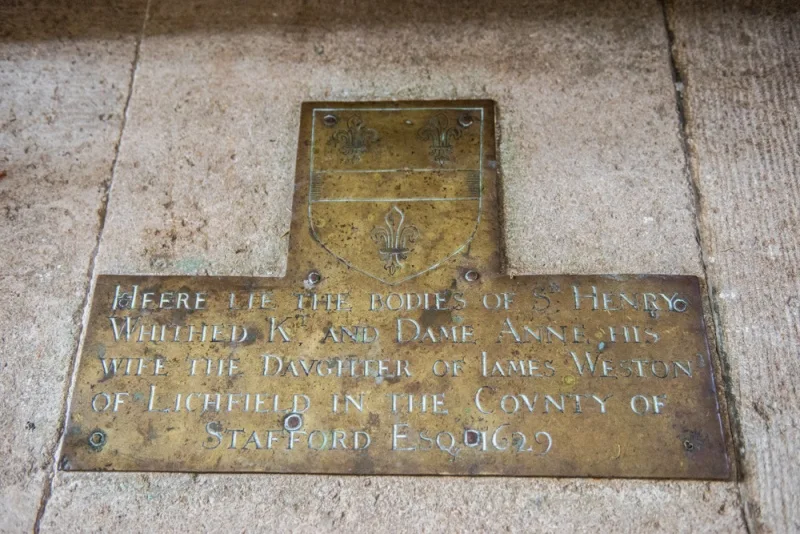 HEERE LIE THE BODIES OF Sᴿ HENRY
WHITHED Kᵀ AND DAME ANNE HIS
WIFE THE DAVGHTER OF IAMES WESTON
OF LICHFIELD IN THE COVNTY OF
STAFFORD ESQ 1629